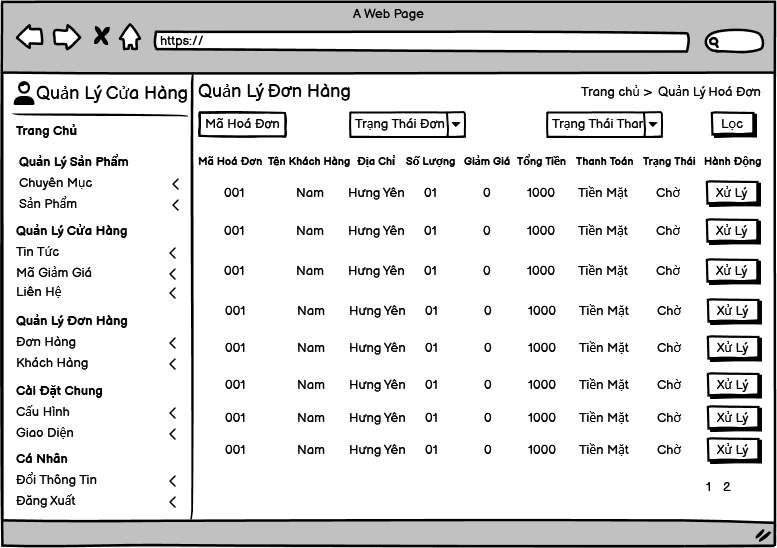 A Web Page
https://
Quản Lý Cửa Hàng
Trang Chủ
Quản Lý Sản Phẩm
Chuyên Mục
Sản Phẩm
Quản Lý Cửa Hàng
Tin Tức
Mã Giảm Giá
Liên Hệ
Quản Lý Đơn Hàng
Đơn Hàng
Khách Hàng
Cài Đặt Chung
Cấu Hình
Giao Diện
Cá Nhân
Đổi Thông Tin
Đăng Xuất
Quản Lý Đơn Hàng
Trang chủ > Quản Lý Hoá Đơn
Mã Hoá Đơn Trạng Thái Đơn Trạng Thái Thar Lọc
Mã Hoá Đơn Tên Khách Hàng Địa Chỉ Số Lượng Giảm Giá Tổng Tiền Thanh Toán Trạng Thái Hành Động
001 Nam Hưng Yên 01 0 1000 Tiền Mặt Chờ Xử Lý
001 Nam Hưng Yên 01 0 1000 Tiền Mặt Chờ Xử Lý
001 Nam Hưng Yên 01 0 1000 Tiền Mặt Chờ Xử Lý
001 Nam Hưng Yên 01 0 1000 Tiền Mặt Chờ Xử Lý
001 Nam Hưng Yên 01 0 1000 Tiền Mặt Chờ Xử Lý
001 Nam Hưng Yên 01 0 1000 Tiền Mặt Chờ Xử Lý
001 Nam Hưng Yên 01 0 1000 Tiền Mặt Chờ Xử Lý
001 Nam Hưng Yên 01 0 1000 Tiền Mặt Chờ Xử Lý
1 2